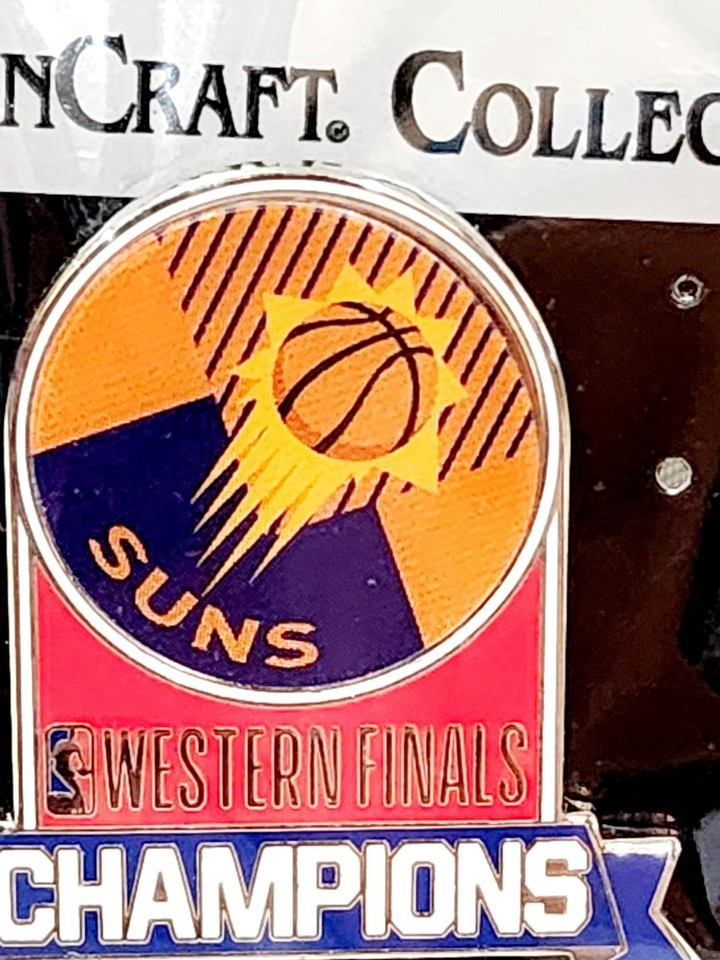 NCRAFT® COLLEC
SUNS
WESTERN FINALS
CHAMPIONS